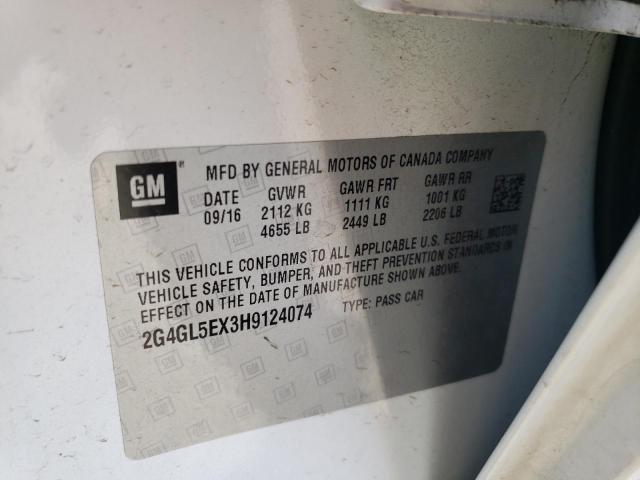 GM
MFD BY GENERAL MOTORS OF CANADA COMPANY
DATE GVWR GAWR FRT GAWR RR
09/16 2112 KG 1111 KG 1001 KG
4655 LB 2449 LB 2206 LB
THIS VEHICLE CONFORMS TO ALL APPLICABLE U.S. FEDERAL MOTOR
VEHICLE SAFETY, BUMPER, AND THEFT PREVENTION STANDARDS IN
EFFECT ON THE DATE OF MANUFACTURE SHOWN ABOVE.
2G4GL5EX3H9124074 TYPE: PASS CAR